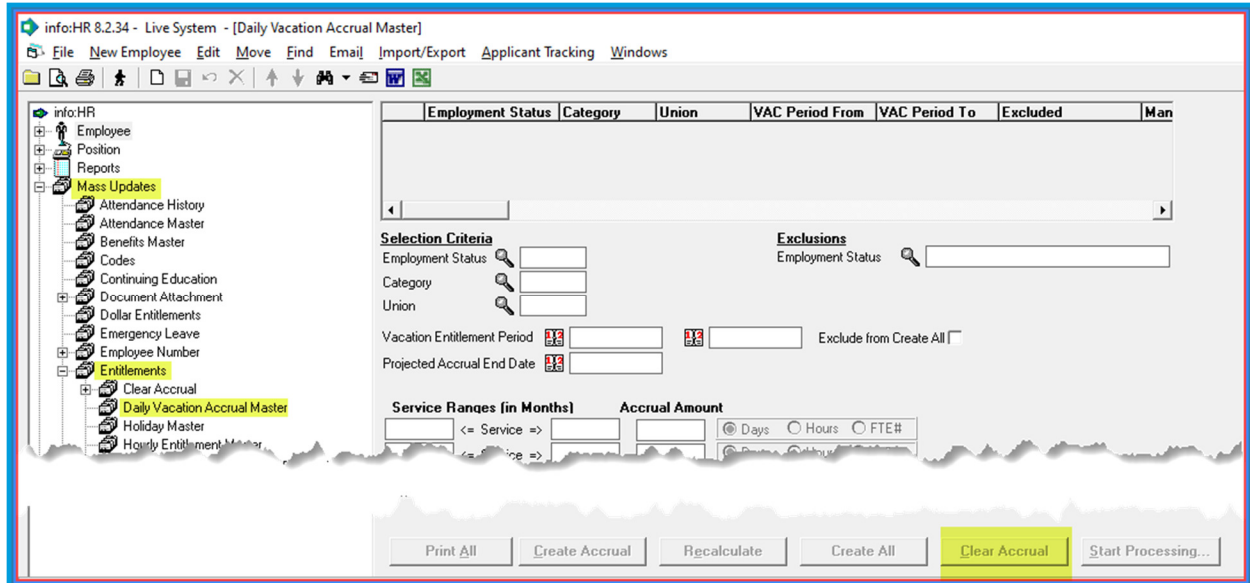 info:HR 8.2.34 - Live System - [Daily Vacation Accrual Master]
File New Employee Edit Move Find Email Import/Export Applicant Tracking Windows
info:HR
Employee
Position
Reports
Mass Updates
Attendance History
Attendance Master
Benefits Master
Codes
Continuing Education
Document Attachment
Dollar Entitlements
Emergency Leave
Employee Number
Entitlements
Clear Accrual
Daily Vacation Accrual Master
Holiday Master
Hourly Entitlment Master
Employment Status Category Union VAC Period From VAC Period To Excluded Man
Selection Criteria Exclusions
Employment Status Employment Status
Category
Union
Vacation Entitlement Period Exclude from Create All
Projected Accrual End Date
Service Ranges (in Months) Accrual Amount
<= Service => Days Hours FTE#
<= Service =>
Print All Create Accrual Recalculate Create All Clear Accrual Start Processing...